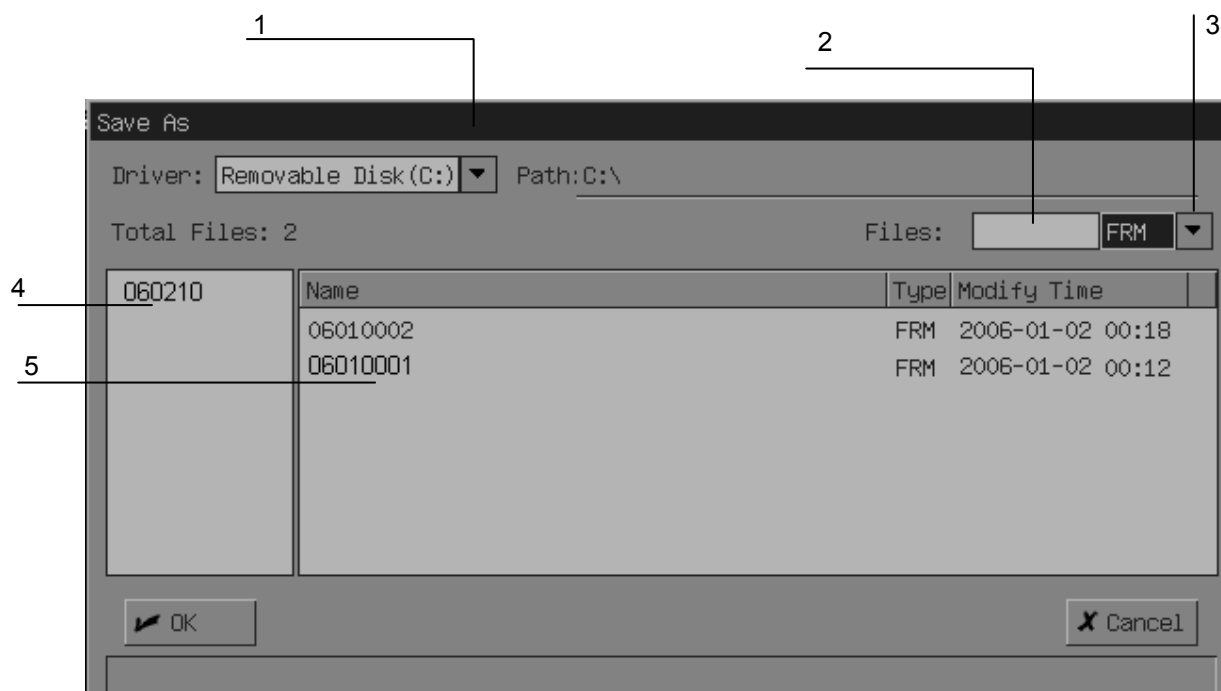 1
2
3
Save As
Driver: Removable Disk(C:) Path:C:\
Total Files: 2 Files: FRM
4
060210 Name Type Modify Time
06010002 FRM 2006-01-02 00:18
5
06010001 FRM 2006-01-02 00:12
OK Cancel